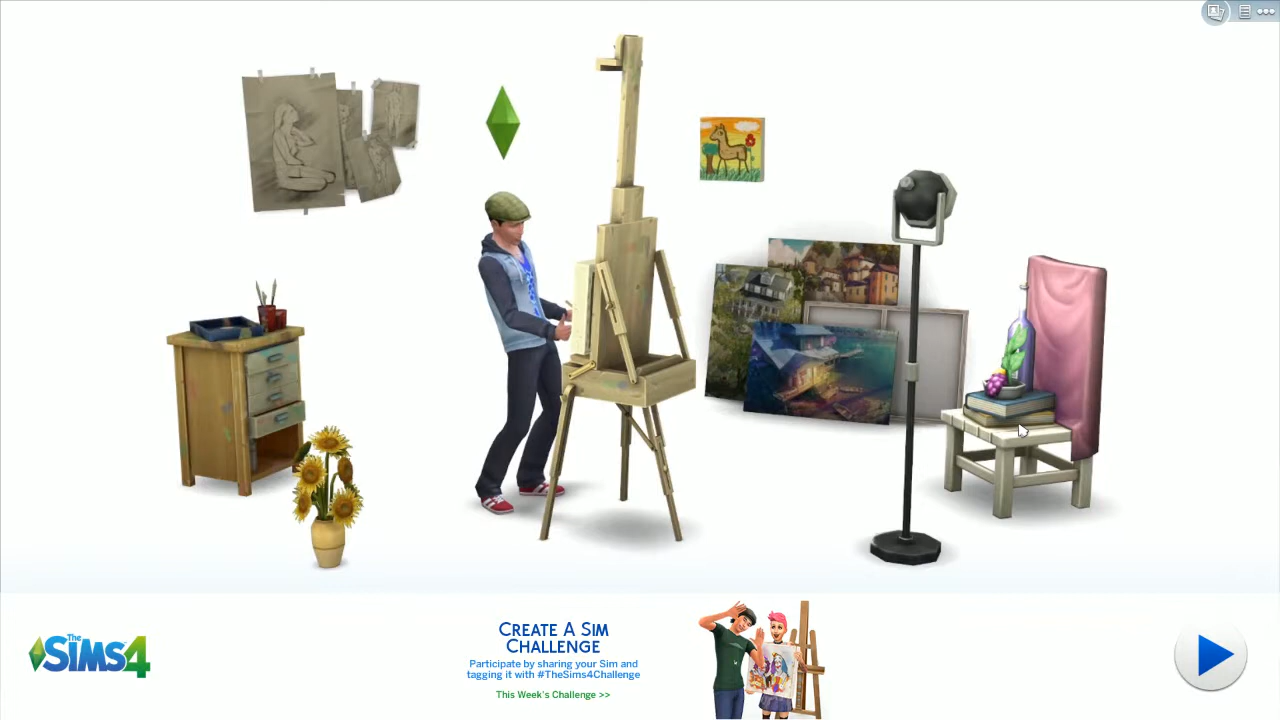 The
SiMS4
Create A Sim
Challenge
Participate by sharing your Sim and
tagging it with #TheSims4Challenge
This Week's Challenge >>